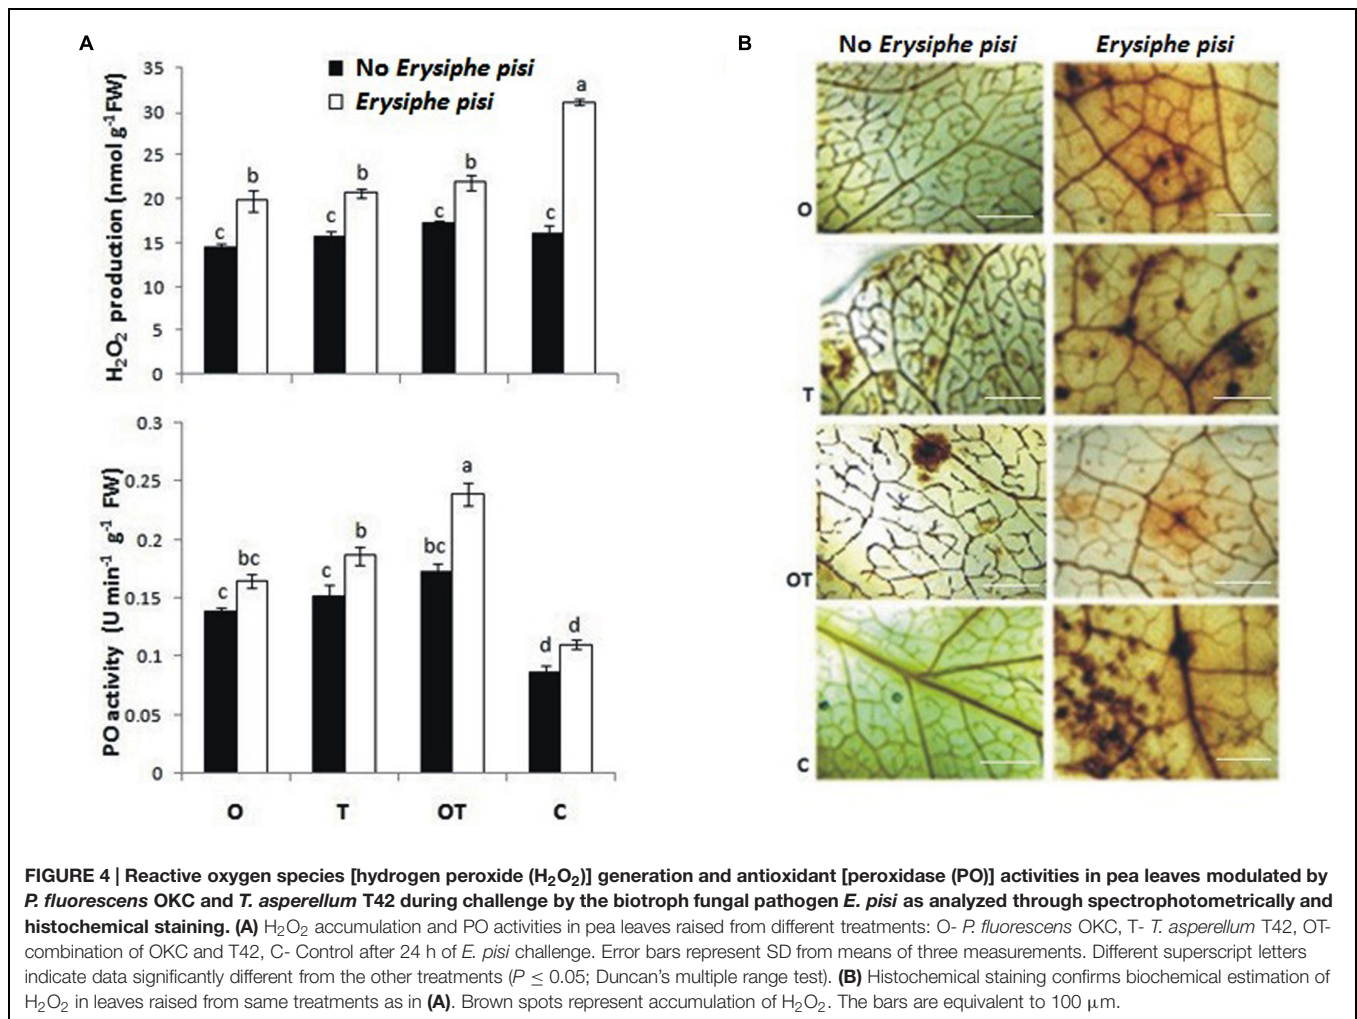 A
No Erysiphe pisi
Erysiphe pisi
H₂O₂ production (nmol g⁻¹FW)
35
30
25
20
15
10
5
0
c
b
c
b
c
b
c
a
PO activity (U min⁻¹ g⁻¹ FW)
0.3
0.25
0.2
0.15
0.1
0.05
0
c
bc
c
b
bc
a
d
d
O
T
OT
C
B
No Erysiphe pisi
Erysiphe pisi
O
T
OT
C
FIGURE 4 | Reactive oxygen species [hydrogen peroxide (H₂O₂)] generation and antioxidant [peroxidase (PO)] activities in pea leaves modulated by
P. fluorescens OKC and T. asperellum T42 during challenge by the biotroph fungal pathogen E. pisi as analyzed through spectrophotometrically and
histochemical staining. (A) H₂O₂ accumulation and PO activities in pea leaves raised from different treatments: O- P. fluorescens OKC, T- T. asperellum T42, OT-
combination of OKC and T42, C- Control after 24 h of E. pisi challenge. Error bars represent SD from means of three measurements. Different superscript letters
indicate data significantly different from the other treatments (P ≤ 0.05; Duncan's multiple range test). (B) Histochemical staining confirms biochemical estimation of
H₂O₂ in leaves raised from same treatments as in (A). Brown spots represent accumulation of H₂O₂. The bars are equivalent to 100 μm.